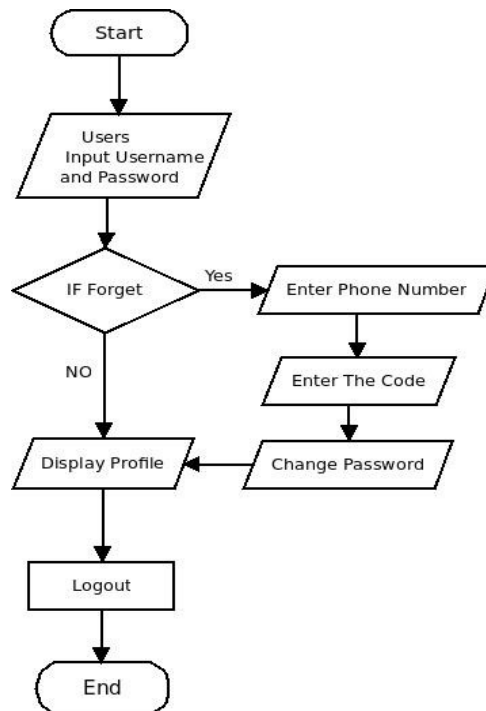 Start
Users
Input Username
and Password
IF Forget
Yes
Enter Phone Number
NO
Enter The Code
Display Profile
Change Password
Logout
End